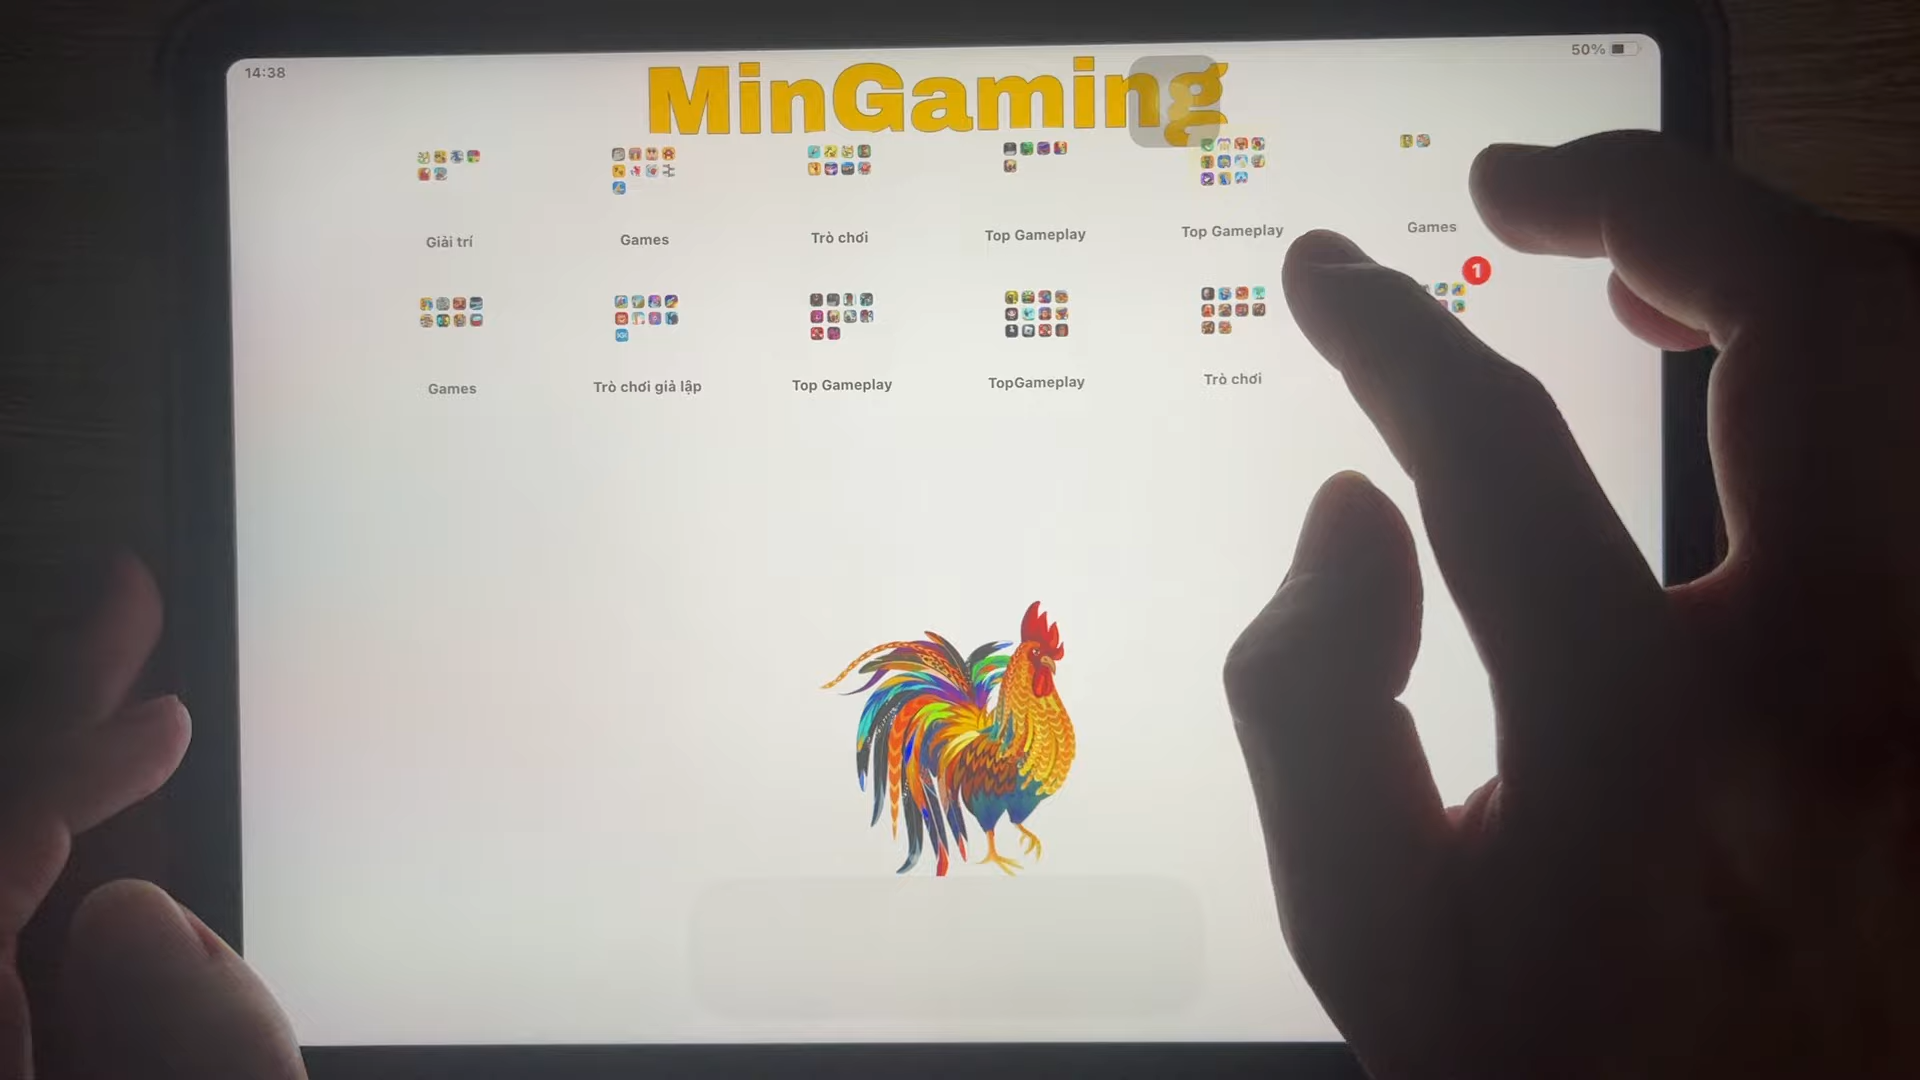 14:38
50%
MinGaming
Giải trí
Games
Trò chơi
Top Gameplay
Top Gameplay
Games
1
Games
Trò chơi giả lập
Top Gameplay
TopGameplay
Trò chơi